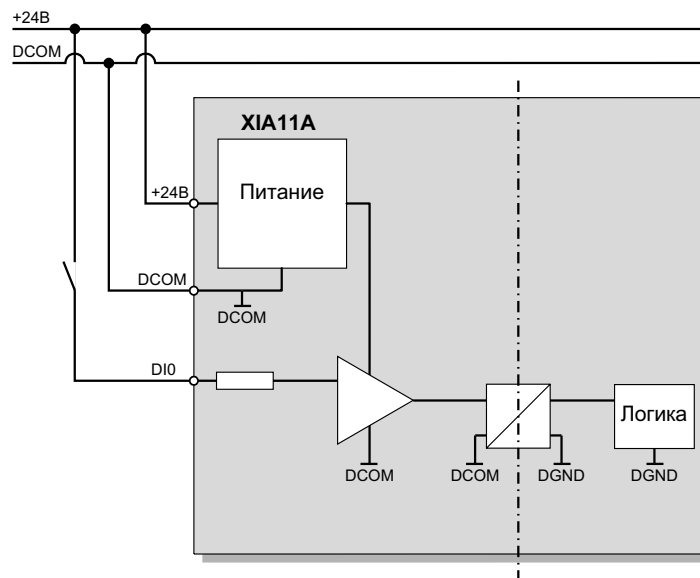 +24В
DCOM
XIA11A
Питание
+24В
DCOM
DCOM
DI0
Логика
DCOM
DCOM
DGND
DGND